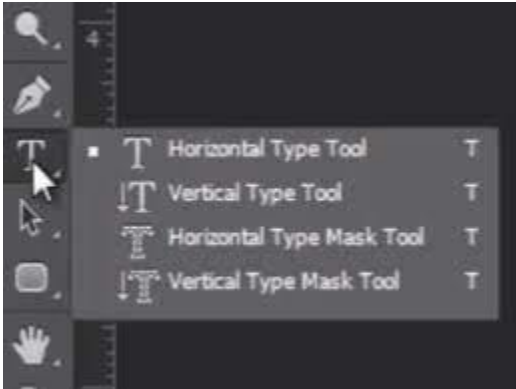 4
Horizontal Type Tool T
Vertical Type Tool T
Horizontal Type Mask Tool T
Vertical Type Mask Tool T